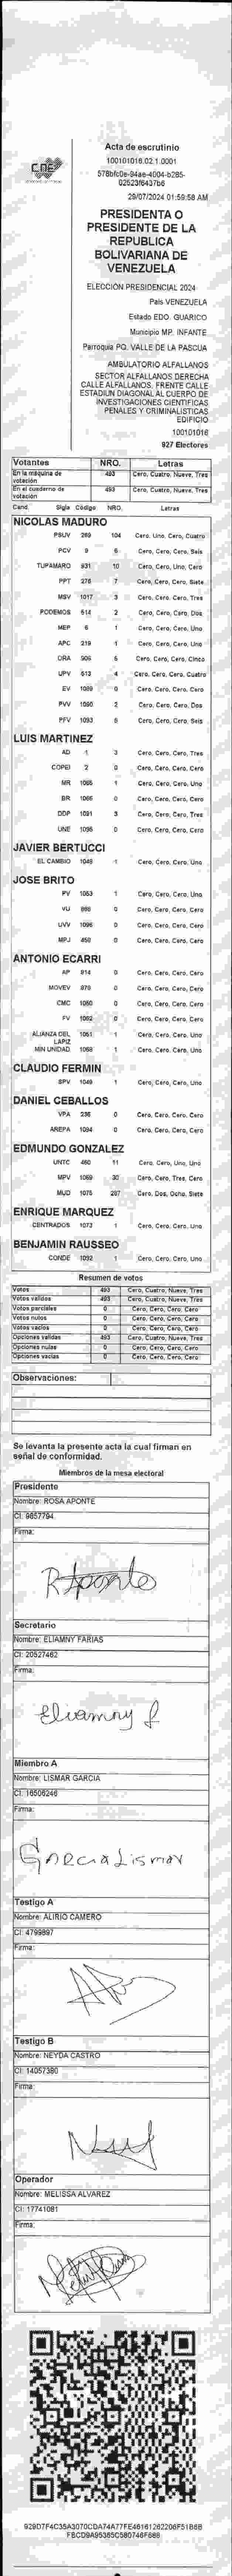 CNE
Acta de escrutinio
100101016.02.1.0001
578bfc0e-94ae-4004-b285-
02523f6437b6
29/07/2024 01:59:58 AM
PRESIDENTA O
PRESIDENTE DE LA
REPUBLICA
BOLIVARIANA DE
VENEZUELA
ELECCIÓN PRESIDENCIAL 2024
País VENEZUELA
Estado EDO. GUARICO
Municipio MP. INFANTE
Parroquia PQ. VALLE DE LA PASCUA
AMBULATORIO ALFALLANOS
SECTOR ALFALLANOS DERECHA
CALLE ALFALLANOS. FRENTE CALLE
ESTADIUN DIAGONAL AL CUERPO DE
INVESTIGACIONES CIENTIFICAS
PENALES Y CRIMINALISTICAS
EDIFICIO
100101016
927 Electores
Votantes NRO. Letras
En la máquina de votación 493 Cero, Cuatro, Nueve, Tres
En el cuaderno de votación 493 Cero, Cuatro, Nueve, Tres
Cand. Sigla Código NRO. Letras
NICOLAS MADURO
PSUV 289 104 Cero, Uno, Cero, Cuatro
PCV 9 6 Cero, Cero, Cero, Seis
TUPAMARO 931 10 Cero, Cero, Uno, Cero
PPT 276 7 Cero, Cero, Cero, Siete
MSV 1017 3 Cero, Cero, Cero, Tres
PODEMOS 514 2 Cero, Cero, Cero, Dos
MEP 6 1 Cero, Cero, Cero, Uno
APC 219 1 Cero, Cero, Cero, Uno
ORA 506 5 Cero, Cero, Cero, Cinco
UPV 613 4 Cero, Cero, Cero, Cuatro
EV 1089 0 Cero, Cero, Cero, Cero
PVV 1090 2 Cero, Cero, Cero, Dos
PFV 1093 6 Cero, Cero, Cero, Seis
LUIS MARTINEZ
AD 1 3 Cero, Cero, Cero, Tres
COPEI 2 0 Cero, Cero, Cero, Cero
MR 1065 1 Cero, Cero, Cero, Uno
BR 1066 0 Cero, Cero, Cero, Cero
DDP 1091 3 Cero, Cero, Cero, Tres
UNE 1096 0 Cero, Cero, Cero, Cero
JAVIER BERTUCCI
EL CAMBIO 1049 1 Cero, Cero, Cero, Uno
JOSE BRITO
PV 1053 1 Cero, Cero, Cero, Uno
VU 886 0 Cero, Cero, Cero, Cero
UVV 1098 0 Cero, Cero, Cero, Cero
MPJ 450 0 Cero, Cero, Cero, Cero
ANTONIO ECARRI
AP 914 0 Cero, Cero, Cero, Cero
MOVEV 979 0 Cero, Cero, Cero, Cero
CMC 1050 0 Cero, Cero, Cero, Cero
FV 1052 0 Cero, Cero, Cero, Cero
ALIANZA DEL LAPIZ 1051 1 Cero, Cero, Cero, Uno
MIN UNIDAD 1068 1 Cero, Cero, Cero, Uno
CLAUDIO FERMIN
SPV 1048 1 Cero, Cero, Cero, Uno
DANIEL CEBALLOS
VPA 236 0 Cero, Cero, Cero, Cero
AREPA 1094 0 Cero, Cero, Cero, Cero
EDMUNDO GONZALEZ
UNTC 460 11 Cero, Cero, Uno, Uno
MPV 1069 30 Cero, Cero, Tres, Cero
MUD 1075 287 Cero, Dos, Ocho, Siete
ENRIQUE MARQUEZ
CENTRADOS 1072 1 Cero, Cero, Cero, Uno
BENJAMIN RAUSSEO
CONDE 1092 1 Cero, Cero, Cero, Uno
Resumen de votos
Votos 493 Cero, Cuatro, Nueve, Tres
Votos validos 493 Cero, Cuatro, Nueve, Tres
Votos parciales 0 Cero, Cero, Cero, Cero
Votos nulos 0 Cero, Cero, Cero, Cero
Votos vacios 0 Cero, Cero, Cero, Cero
Opciones validas 493 Cero, Cuatro, Nueve, Tres
Opciones nulas 0 Cero, Cero, Cero, Cero
Opciones vacias 0 Cero, Cero, Cero, Cero
Observaciones:
Se levanta la presente acta la cual firman en
señal de conformidad.
Miembros de la mesa electoral
Presidente
Nombre: ROSA APONTE
CI: 9657794
Firma:
RAponte
Secretario
Nombre: ELIAMNY FARIAS
CI: 20527462
Firma:
Eliamny f
Miembro A
Nombre: LISMAR GARCIA
CI: 16506246
Firma:
Garcia Lismar
Testigo A
Nombre: ALIRIO CAMERO
CI: 4799897
Firma:
Testigo B
Nombre: NEYDA CASTRO
CI: 14057380
Firma:
Operador
Nombre: MELISSA ALVAREZ
CI: 17741081
Firma: